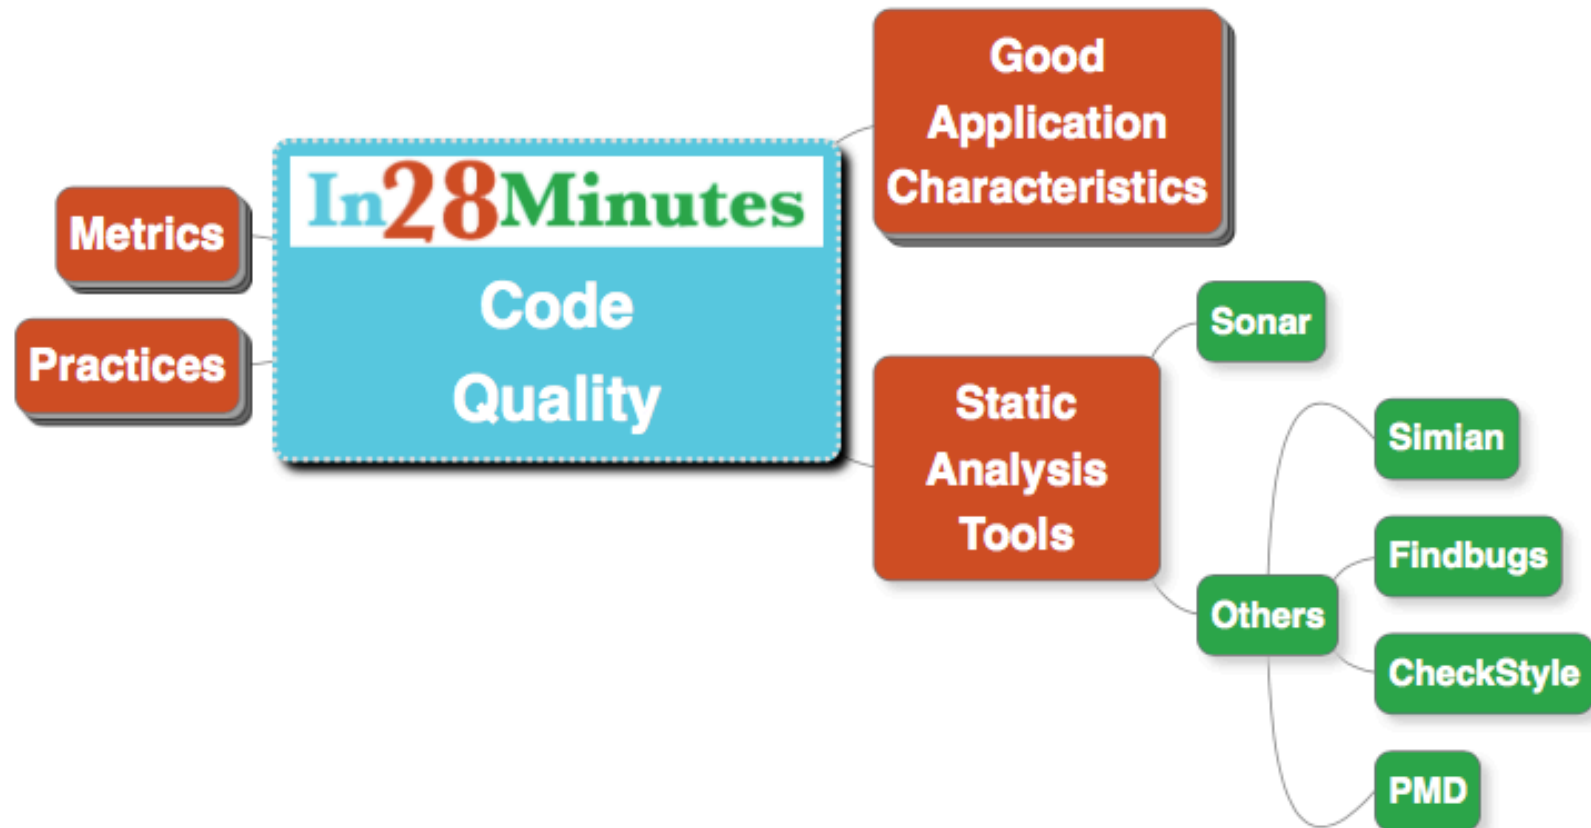 Good
Application
Characteristics
In28Minutes
Metrics
Code
Sonar
Practices
Quality
Static
Analysis
Tools
Simian
Findbugs
Others
CheckStyle
PMD